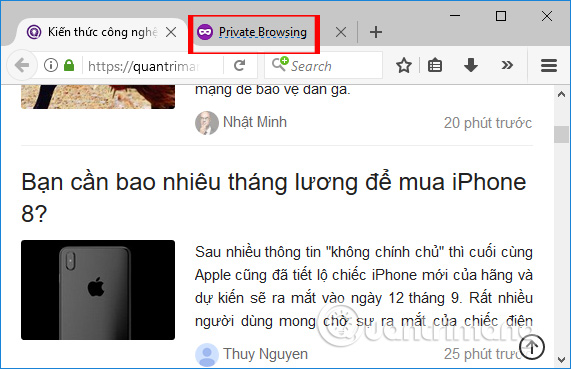 Kiến thức công nghệ
Private Browsing
https://quantrima
Search
mạng để bảo vệ đàn gà.
Nhật Minh
20 phút trước
Bạn cần bao nhiêu tháng lương để mua iPhone
8?
Sau nhiều thông tin "không chính chủ" thì cuối cùng
Apple cũng đã tiết lộ chiếc iPhone mới của hãng và
dự kiến sẽ ra mắt vào ngày 12 tháng 9. Rất nhiều
người dùng mong chờ sự ra mắt của chiếc điện
Quantrimang
Thuy Nguyen
25 phút trước